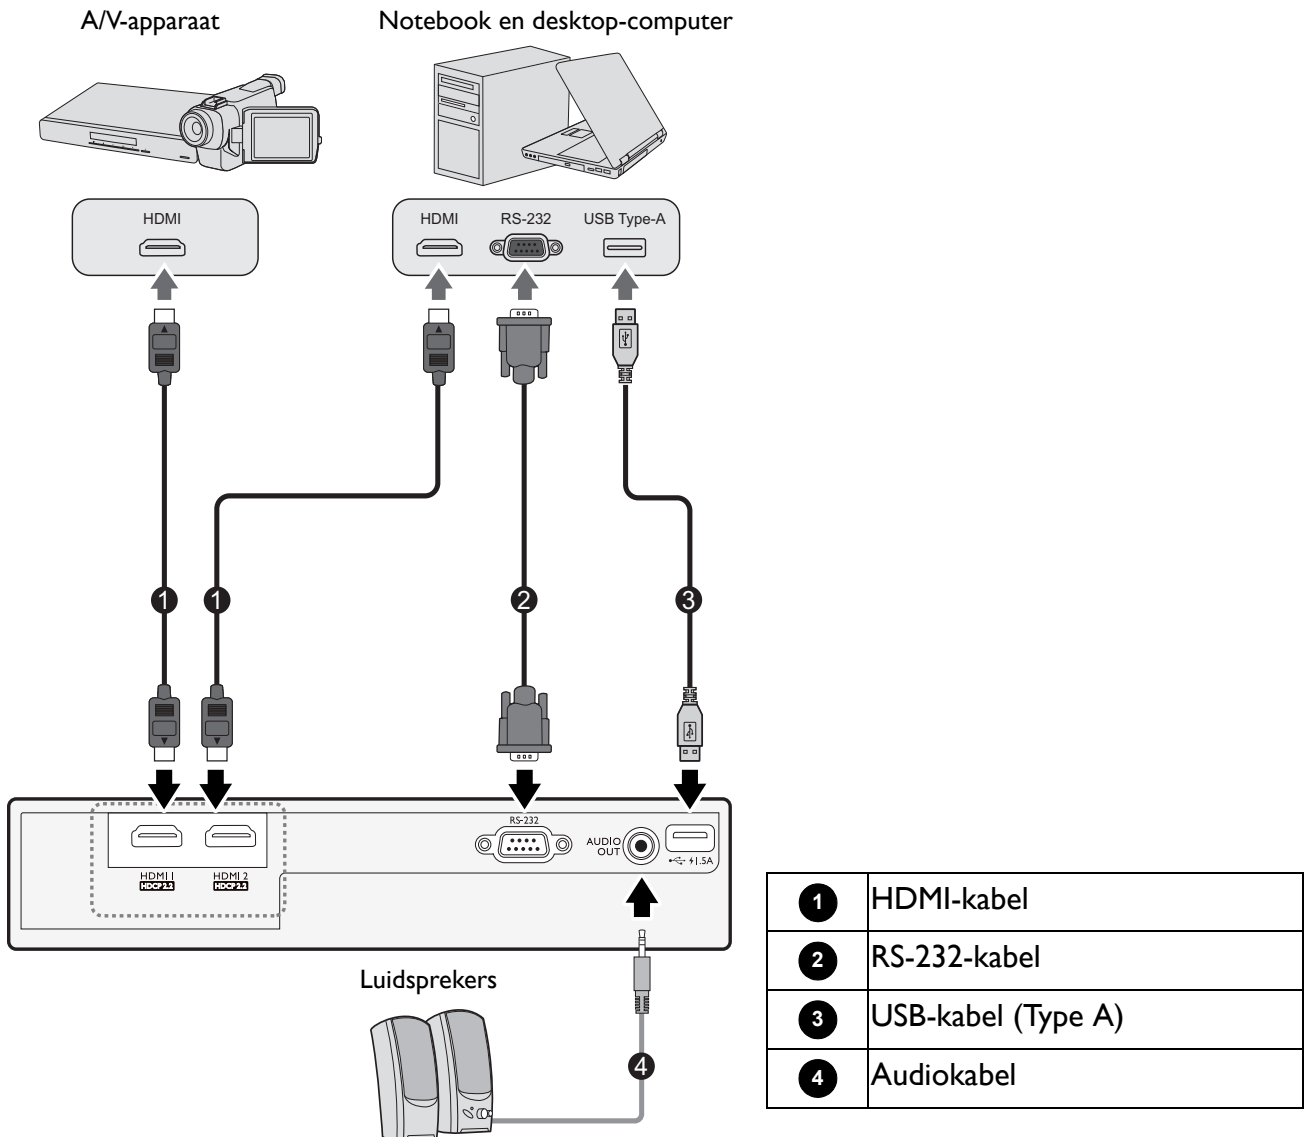 A/V-apparaat
Notebook en desktop-computer
HDMI
HDMI
RS-232
USB Type-A
1
1
2
3
RS-232
AUDIO
OUT
1.5A
HDMI 1
HDCP 2.2
HDMI 2
HDCP 2.2
Luidsprekers
4
1 HDMI-kabel
2 RS-232-kabel
3 USB-kabel (Type A)
4 Audiokabel